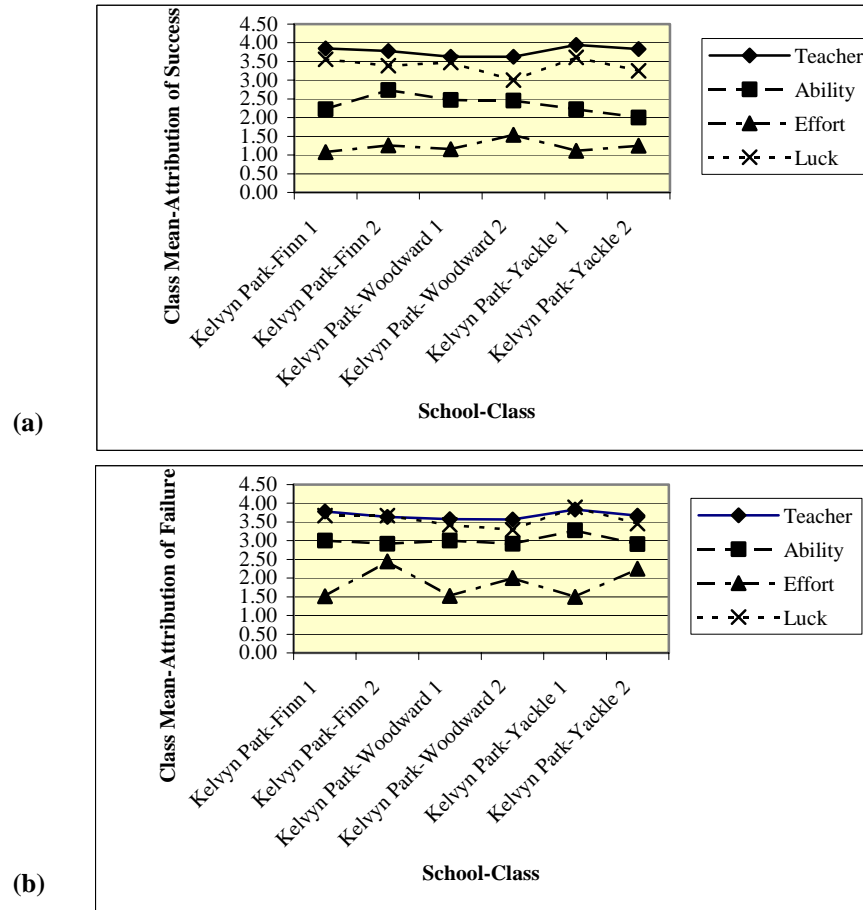 Class Mean-Attribution of Success
4.50
4.00
3.50
3.00
2.50
2.00
1.50
1.00
0.50
0.00
Kelvyn Park-Finn 1
Kelvyn Park-Finn 2
Kelvyn Park-Woodward 1
Kelvyn Park-Woodward 2
Kelvyn Park-Yackle 1
Kelvyn Park-Yackle 2
School-Class
Teacher
Ability
Effort
Luck
(a)
Class Mean-Attribution of Failure
4.50
4.00
3.50
3.00
2.50
2.00
1.50
1.00
0.50
0.00
Kelvyn Park-Finn 1
Kelvyn Park-Finn 2
Kelvyn Park-Woodward 1
Kelvyn Park-Woodward 2
Kelvyn Park-Yackle 1
Kelvyn Park-Yackle 2
School-Class
Teacher
Ability
Effort
Luck
(b)